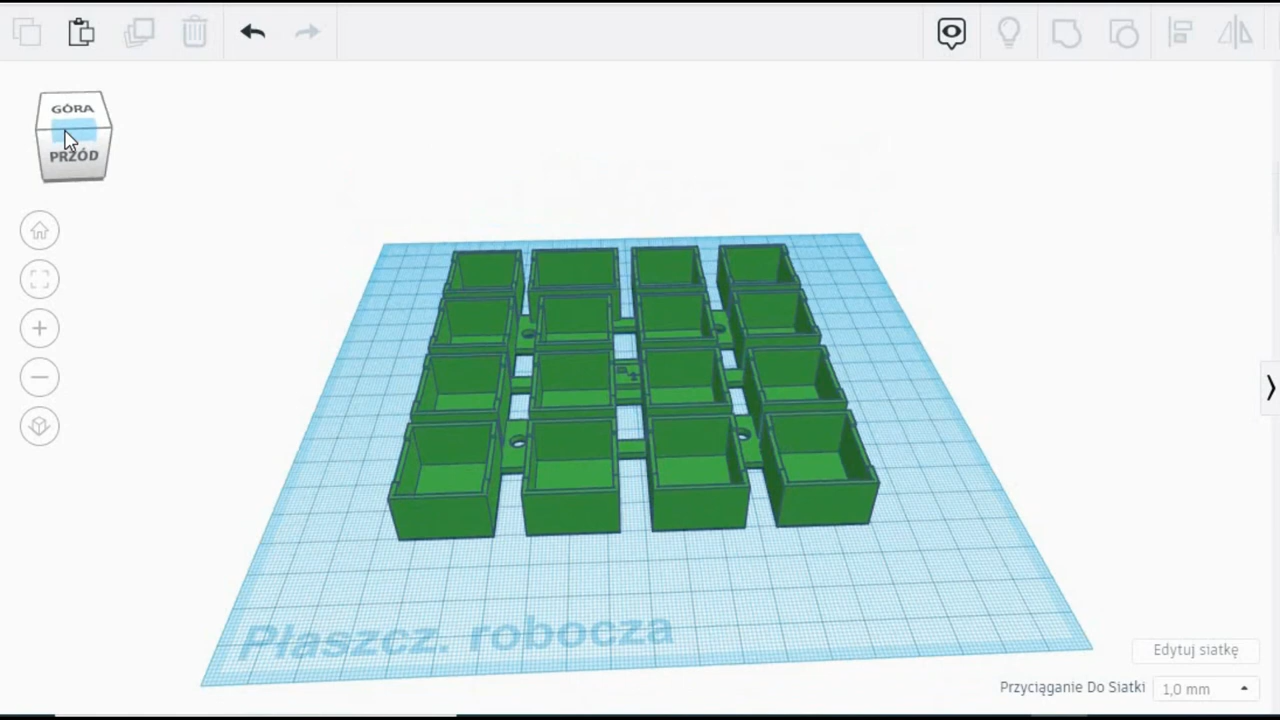 GÓRA
PRZÓD
Płaszcz. robocza
Edytuj siatkę
Przyciąganie Do Siatki
1,0 mm